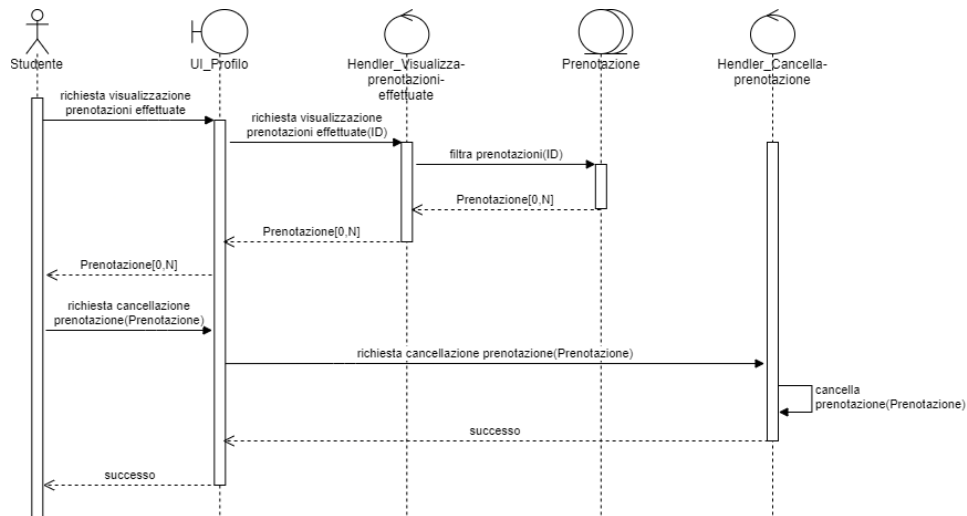 Studente
UI_Profilo
Hendler_Visualizza-
prenotazioni-
effettuate
Prenotazione
Hendler_Cancella-
prenotazione
richiesta visualizzazione
prenotazioni effettuate
richiesta visualizzazione
prenotazioni effettuate(ID)
filtra prenotazioni(ID)
Prenotazione[0,N]
Prenotazione[0,N]
Prenotazione[0,N]
richiesta cancellazione
prenotazione(Prenotazione)
richiesta cancellazione prenotazione(Prenotazione)
cancella
prenotazione(Prenotazione)
successo
successo